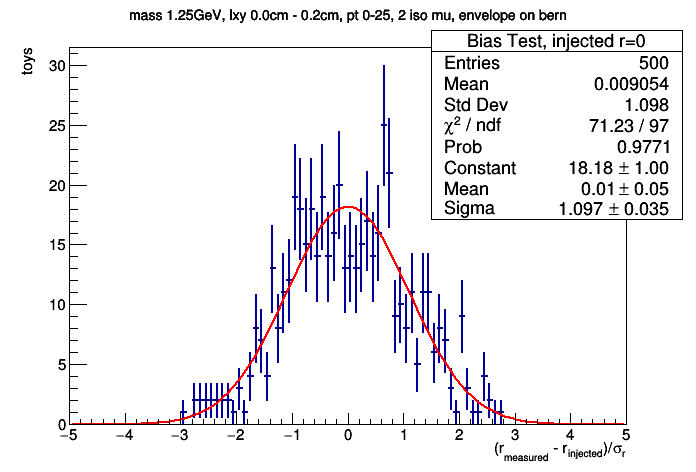 mass 1.25GeV, lxy 0.0cm - 0.2cm, pt 0-25, 2 iso mu, envelope on bern
Bias Test, injected r=0
Entries 500
Mean 0.009054
Std Dev 1.098
χ² / ndf 71.23 / 97
Prob 0.9771
Constant 18.18 ± 1.00
Mean 0.01 ± 0.05
Sigma 1.097 ± 0.035
toys
30
25
20
15
10
5
0
−5 −4 −3 −2 −1 0 1 2 3 4 5
(r_measured - r_injected)/σ_r